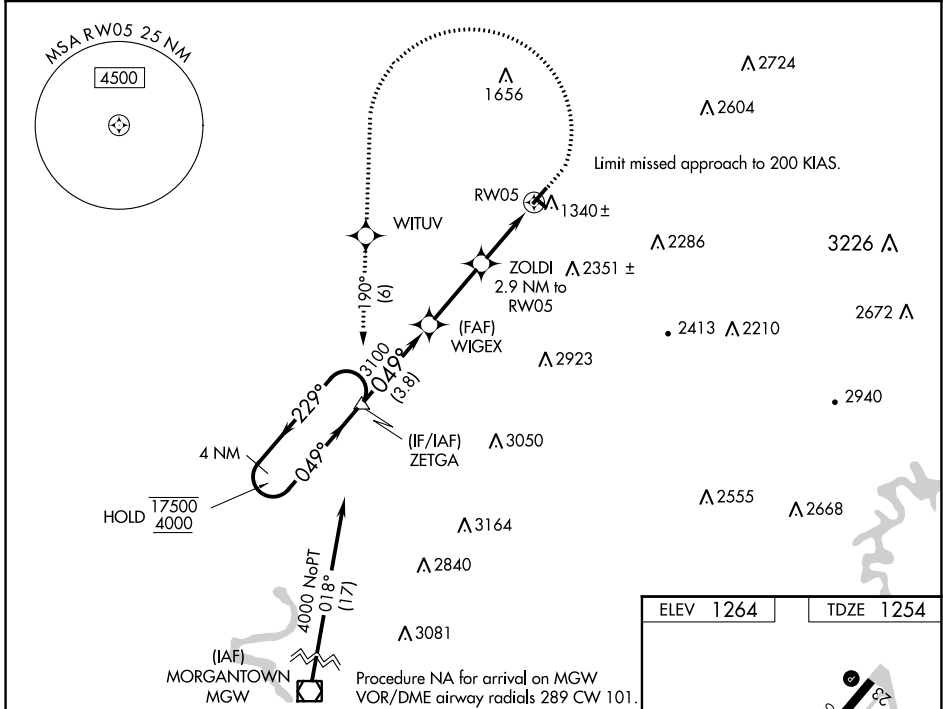 MSA RW05 25 NM
4500
1656
2724
2604
Limit missed approach to 200 KIAS.
RW05
1340 ±
WITUV
2286
3226
ZOLDI
2.9 NM to
RW05
2351 ±
190°
(6)
(FAF)
WIGEX
2672
2413
2210
3100
049°
(3.8)
2923
229°
049°
2940
(IF/IAF)
ZETGA
3050
4 NM
HOLD
17500
4000
2555
2668
3164
4000 NoPT
018°
(17)
2840
ELEV 1264
TDZE 1254
3081
(IAF)
MORGANTOWN
MGW
Procedure NA for arrival on MGW
VOR/DME airway radials 289 CW 101.
P
23